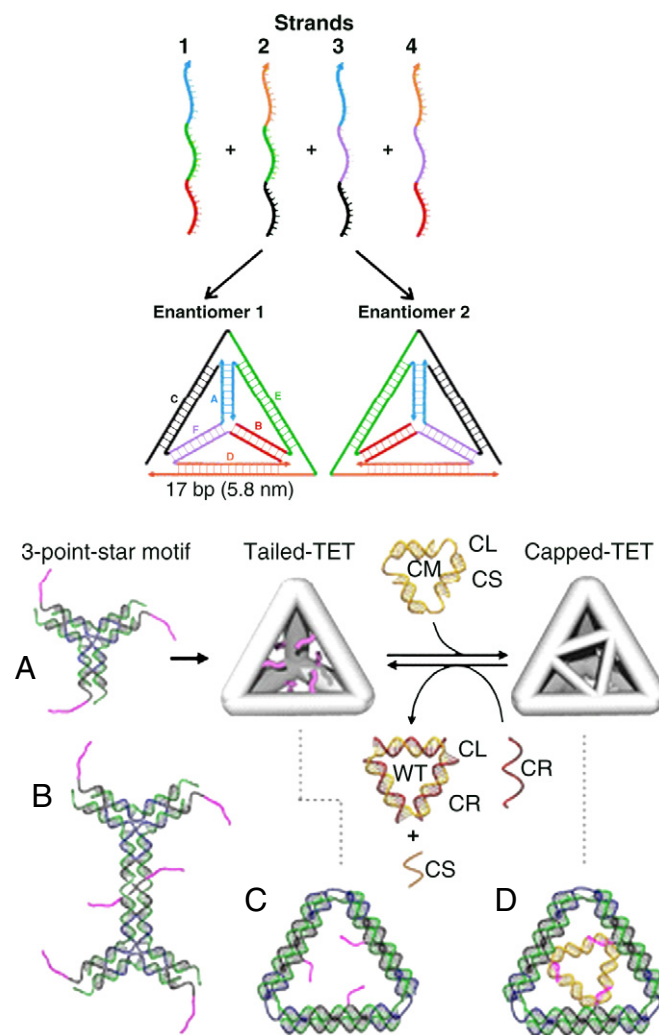 Strands
1 2 3 4
+ + +
Enantiomer 1 Enantiomer 2
C A E
F B
D
17 bp (5.8 nm)
3-point-star motif Tailed-TET Capped-TET
CM CL
CS
A
WT CL
CR CR
B
+
CS
C D